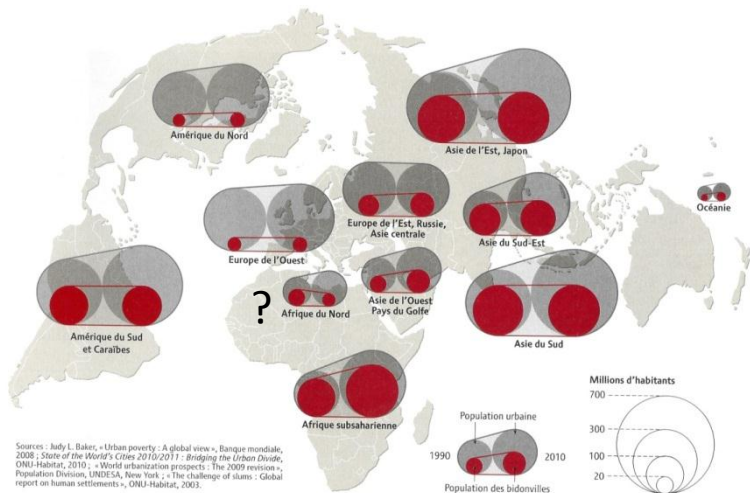 Amérique du Nord
Asie de l'Est, Japon
Océanie
Europe de l'Est, Russie,
Asie centrale
Asie du Sud-Est
Europe de l'Ouest
?
Afrique du Nord
Asie de l'Ouest
Pays du Golfe
Amérique du Sud
et Caraïbes
Asie du Sud
Afrique subsaharienne
Millions d'habitants
700
300
100
20
Population urbaine
1990
2010
Population des bidonvilles
Sources : Judy L. Baker, « Urban poverty : A global view », Banque mondiale,
2008 ; State of the World's Cities 2010/2011 : Bridging the Urban Divide,
ONU-Habitat, 2010 ; « World urbanization prospects : The 2009 revision »,
Population Division, UNDESA, New York ; « The challenge of slums : Global
report on human settlements », ONU-Habitat, 2003.